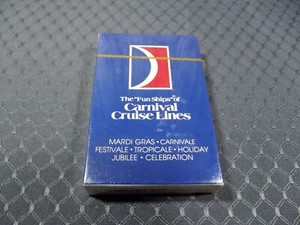 The "Fun Ships" of
Carnival
Cruise Lines
MARDI GRAS • CARNIVALE
FESTIVALE • TROPICALE • HOLIDAY
JUBILEE • CELEBRATION